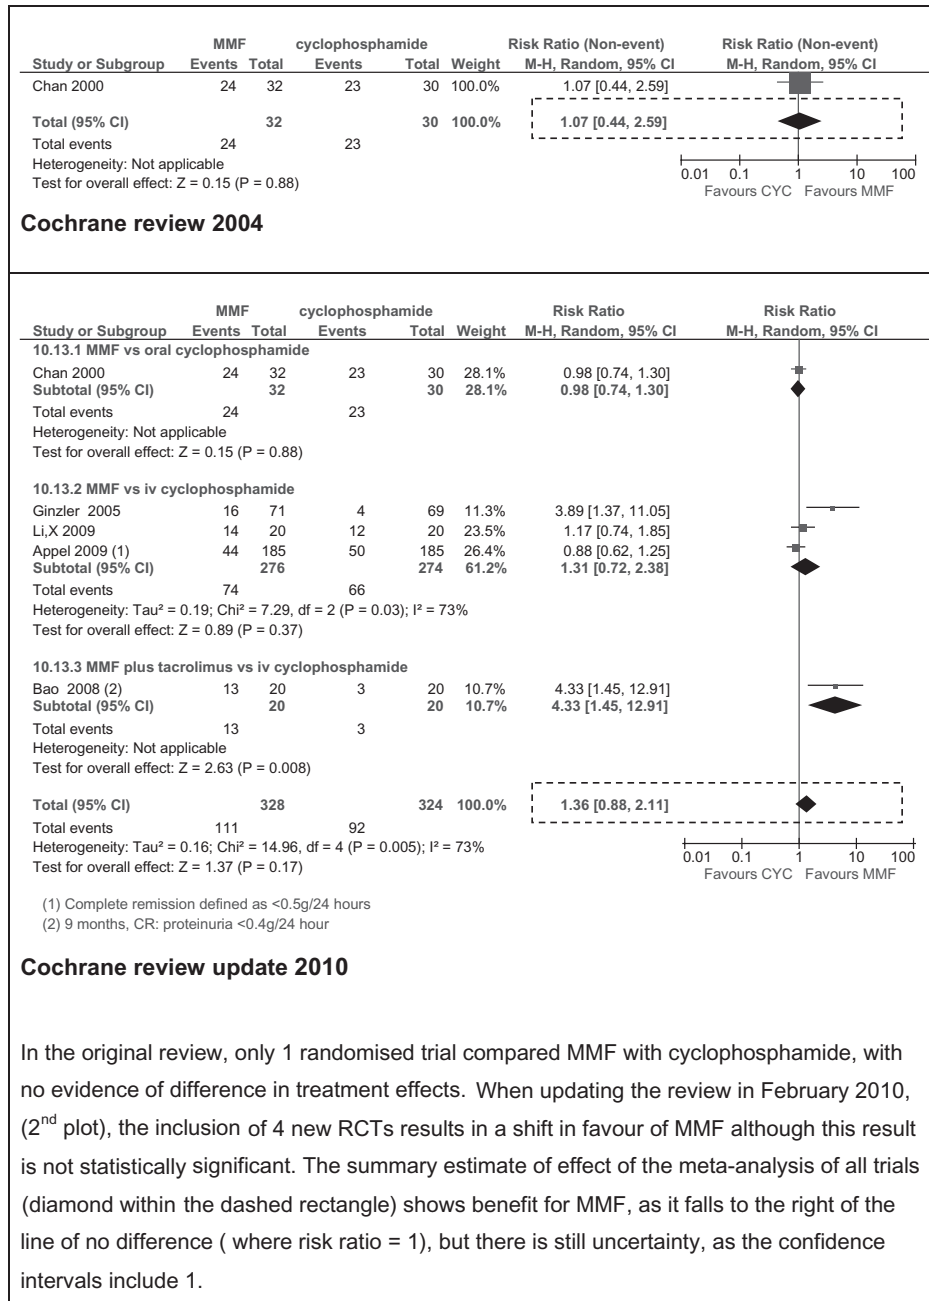 MMF cyclophosphamide Risk Ratio (Non-event) Risk Ratio (Non-event)
Study or Subgroup Events Total Events Total Weight M-H, Random, 95% CI M-H, Random, 95% CI
Chan 2000 24 32 23 30 100.0% 1.07 [0.44, 2.59]
Total (95% CI) 32 30 100.0% 1.07 [0.44, 2.59]
Total events 24 23
Heterogeneity: Not applicable
Test for overall effect: Z = 0.15 (P = 0.88)
0.01 0.1 1 10 100
Favours CYC Favours MMF
Cochrane review 2004
MMF cyclophosphamide Risk Ratio Risk Ratio
Study or Subgroup Events Total Events Total Weight M-H, Random, 95% CI M-H, Random, 95% CI
10.13.1 MMF vs oral cyclophosphamide
Chan 2000 24 32 23 30 28.1% 0.98 [0.74, 1.30]
Subtotal (95% CI) 32 30 28.1% 0.98 [0.74, 1.30]
Total events 24 23
Heterogeneity: Not applicable
Test for overall effect: Z = 0.15 (P = 0.88)
10.13.2 MMF vs iv cyclophosphamide
Ginzler 2005 16 71 4 69 11.3% 3.89 [1.37, 11.05]
Li,X 2009 14 20 12 20 23.5% 1.17 [0.74, 1.85]
Appel 2009 (1) 44 185 50 185 26.4% 0.88 [0.62, 1.25]
Subtotal (95% CI) 276 274 61.2% 1.31 [0.72, 2.38]
Total events 74 66
Heterogeneity: Tau² = 0.19; Chi² = 7.29, df = 2 (P = 0.03); I² = 73%
Test for overall effect: Z = 0.89 (P = 0.37)
10.13.3 MMF plus tacrolimus vs iv cyclophosphamide
Bao 2008 (2) 13 20 3 20 10.7% 4.33 [1.45, 12.91]
Subtotal (95% CI) 20 20 10.7% 4.33 [1.45, 12.91]
Total events 13 3
Heterogeneity: Not applicable
Test for overall effect: Z = 2.63 (P = 0.008)
Total (95% CI) 328 324 100.0% 1.36 [0.88, 2.11]
Total events 111 92
Heterogeneity: Tau² = 0.16; Chi² = 14.96, df = 4 (P = 0.005); I² = 73%
Test for overall effect: Z = 1.37 (P = 0.17)
0.01 0.1 1 10 100
Favours CYC Favours MMF
(1) Complete remission defined as <0.5g/24 hours
(2) 9 months, CR: proteinuria <0.4g/24 hour
Cochrane review update 2010
In the original review, only 1 randomised trial compared MMF with cyclophosphamide, with
no evidence of difference in treatment effects. When updating the review in February 2010,
(2nd plot), the inclusion of 4 new RCTs results in a shift in favour of MMF although this result
is not statistically significant. The summary estimate of effect of the meta-analysis of all trials
(diamond within the dashed rectangle) shows benefit for MMF, as it falls to the right of the
line of no difference ( where risk ratio = 1), but there is still uncertainty, as the confidence
intervals include 1.